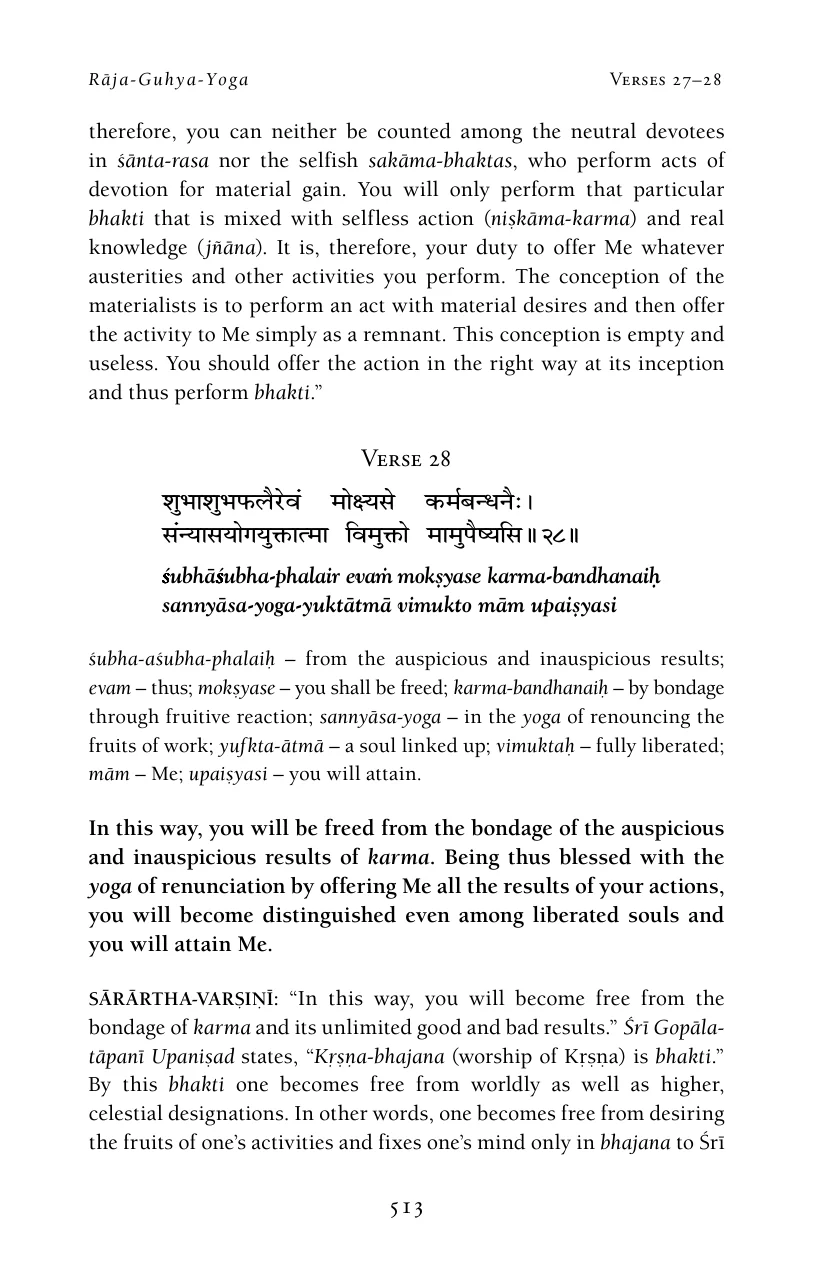 Rāja-Guhya-Yoga Verses 27–28
therefore, you can neither be counted among the neutral devotees
in śānta-rasa nor the selfish sakāma-bhaktas, who perform acts of
devotion for material gain. You will only perform that particular
bhakti that is mixed with selfless action (niṣkāma-karma) and real
knowledge (jñāna). It is, therefore, your duty to offer Me whatever
austerities and other activities you perform. The conception of the
materialists is to perform an act with material desires and then offer
the activity to Me simply as a remnant. This conception is empty and
useless. You should offer the action in the right way at its inception
and thus perform bhakti.”
Verse 28
शुभाशुभफलैरेवं मोक्ष्यसे कर्मबन्धनैः।
संन्यासयोगयुक्तात्मा विमुक्तो मामुपैष्यसि॥२८॥
śubhāśubha-phalair evaṁ mokṣyase karma-bandhanaiḥ
sannyāsa-yoga-yuktātmā vimukto mām upaiṣyasi
śubha-aśubha-phalaiḥ – from the auspicious and inauspicious results;
evam – thus; mokṣyase – you shall be freed; karma-bandhanaiḥ – by bondage
through fruitive reaction; sannyāsa-yoga – in the yoga of renouncing the
fruits of work; yufkta-ātmā – a soul linked up; vimuktaḥ – fully liberated;
mām – Me; upaiṣyasi – you will attain.
In this way, you will be freed from the bondage of the auspicious
and inauspicious results of karma. Being thus blessed with the
yoga of renunciation by offering Me all the results of your actions,
you will become distinguished even among liberated souls and
you will attain Me.
SĀRĀRTHA-VARṢIṆĪ: “In this way, you will become free from the
bondage of karma and its unlimited good and bad results.” Śrī Gopāla-
tāpanī Upaniṣad states, “Kṛṣṇa-bhajana (worship of Kṛṣṇa) is bhakti.”
By this bhakti one becomes free from worldly as well as higher,
celestial designations. In other words, one becomes free from desiring
the fruits of one’s activities and fixes one’s mind only in bhajana to Śrī
513